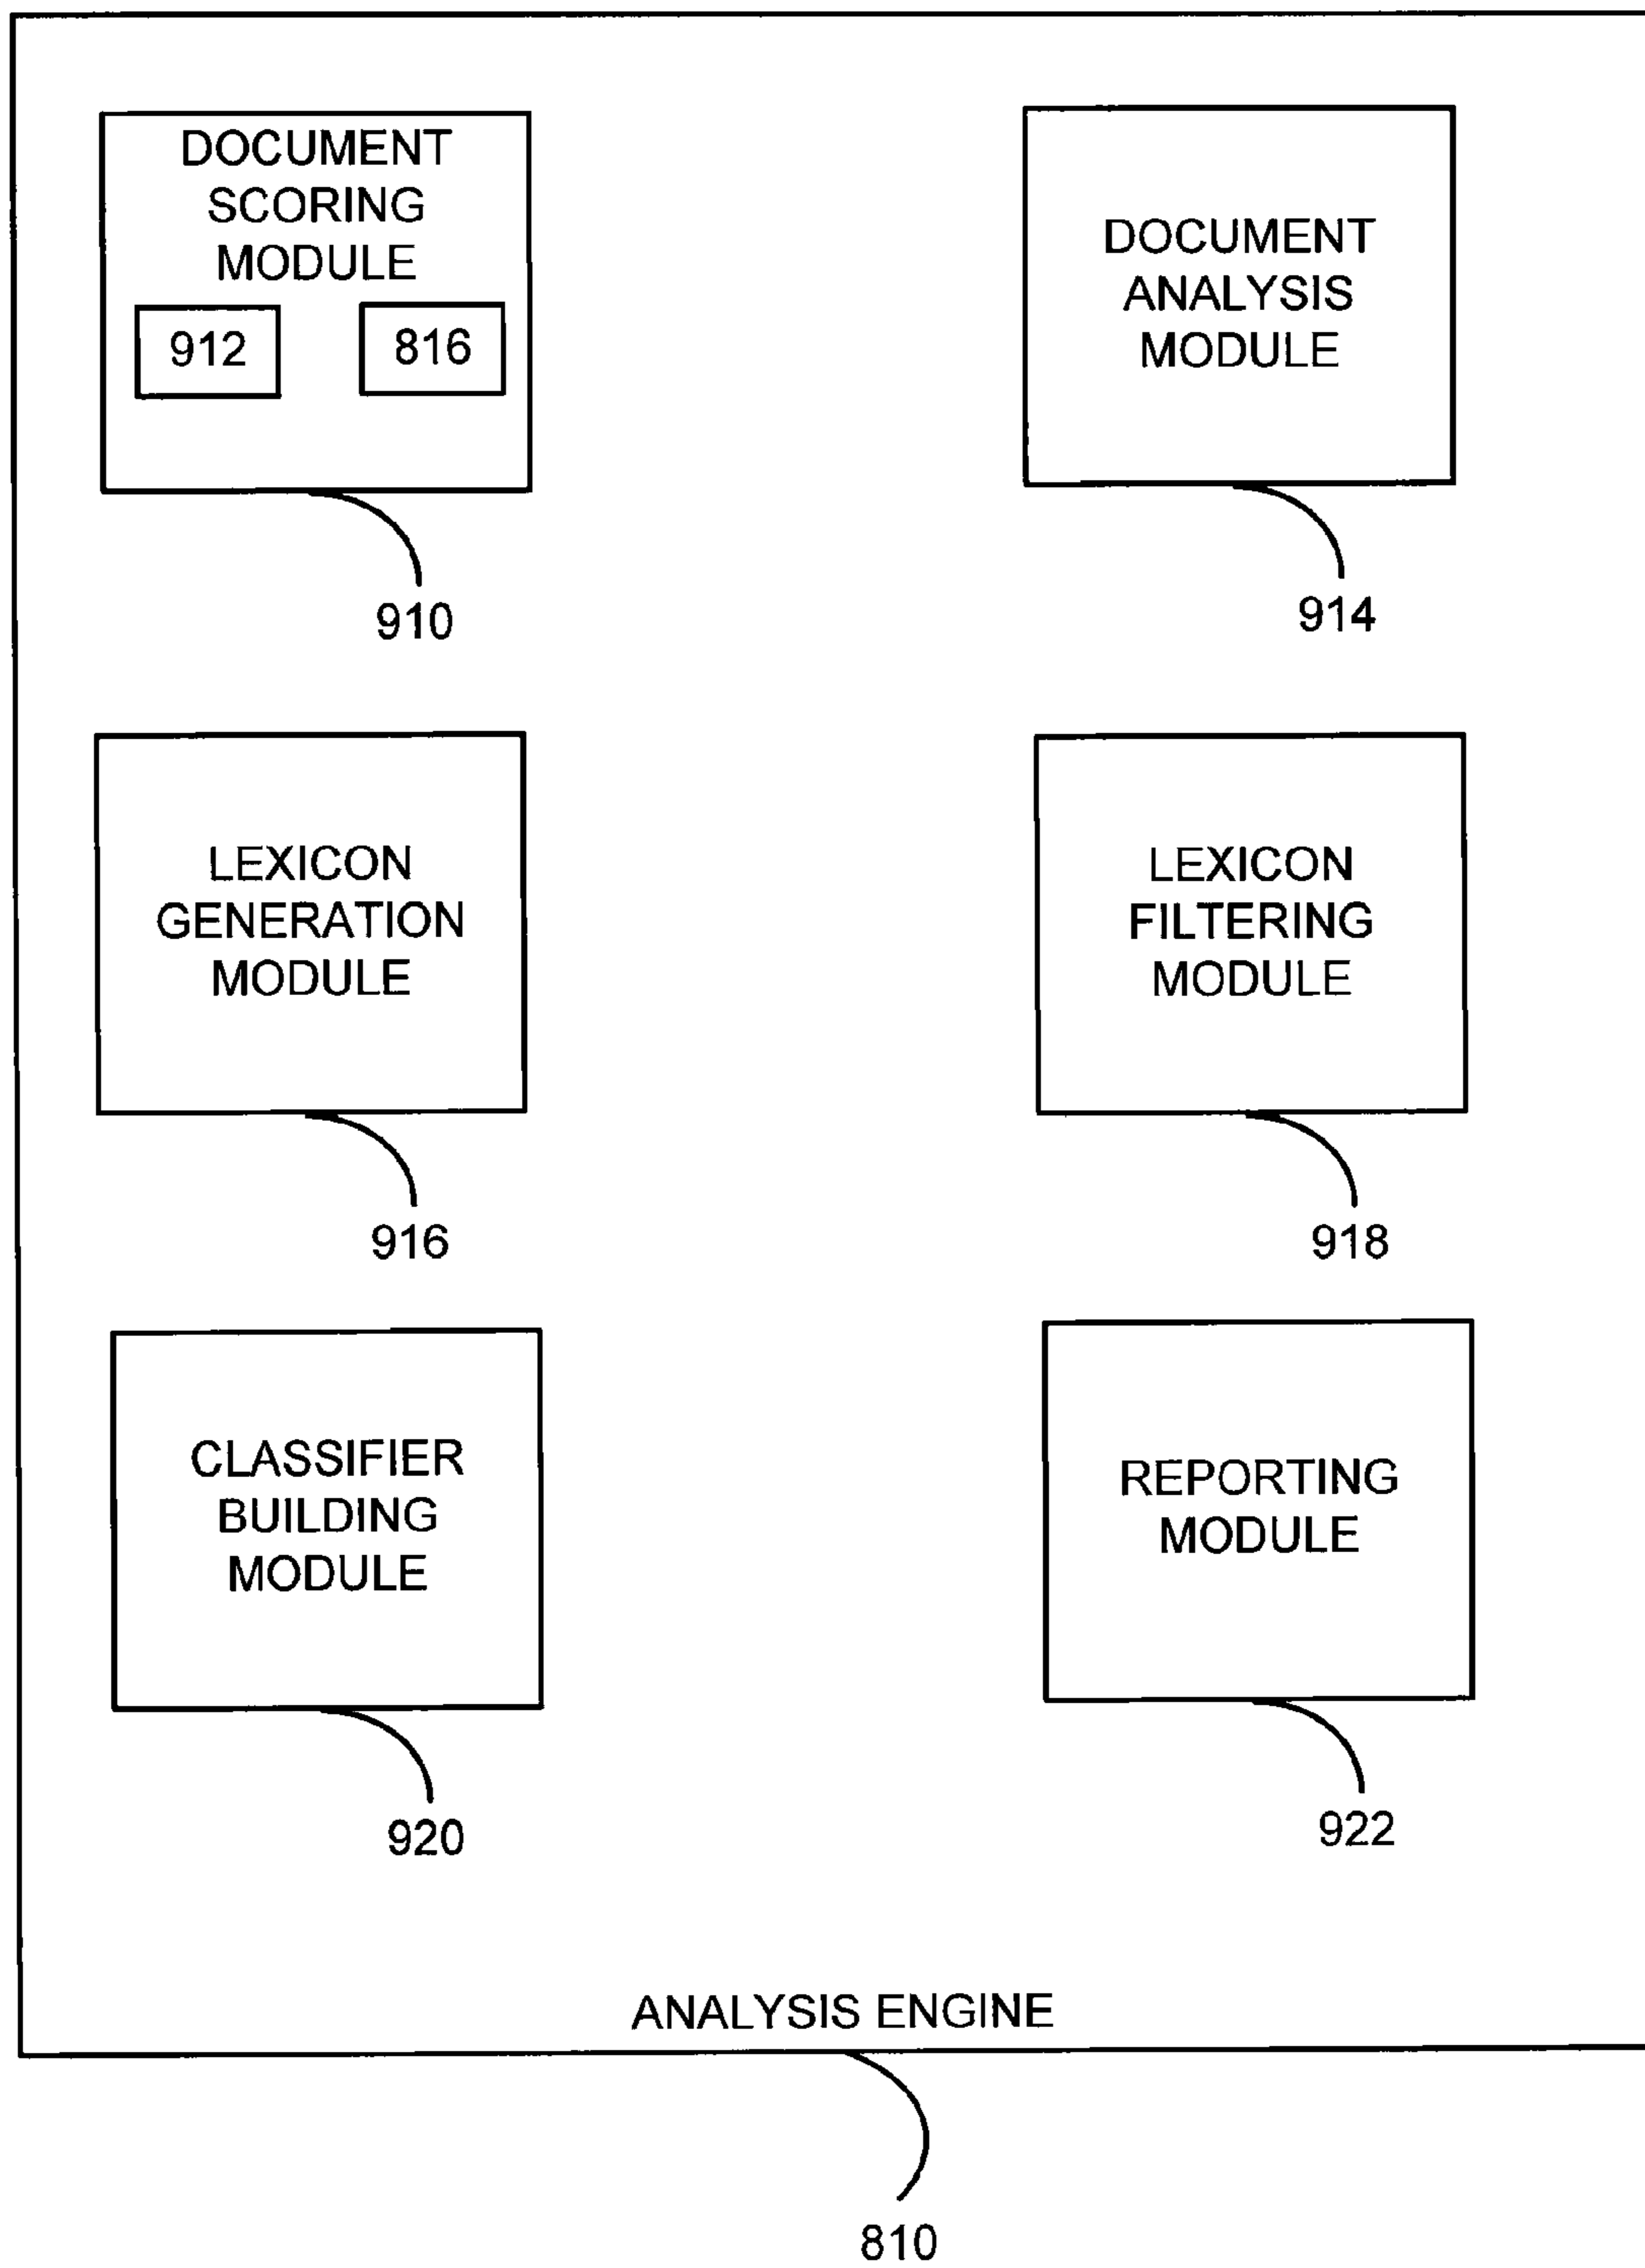 DOCUMENT
SCORING
MODULE
912
816
910
DOCUMENT
ANALYSIS
MODULE
914
LEXICON
GENERATION
MODULE
916
LEXICON
FILTERING
MODULE
918
CLASSIFIER
BUILDING
MODULE
920
REPORTING
MODULE
922
ANALYSIS ENGINE
810